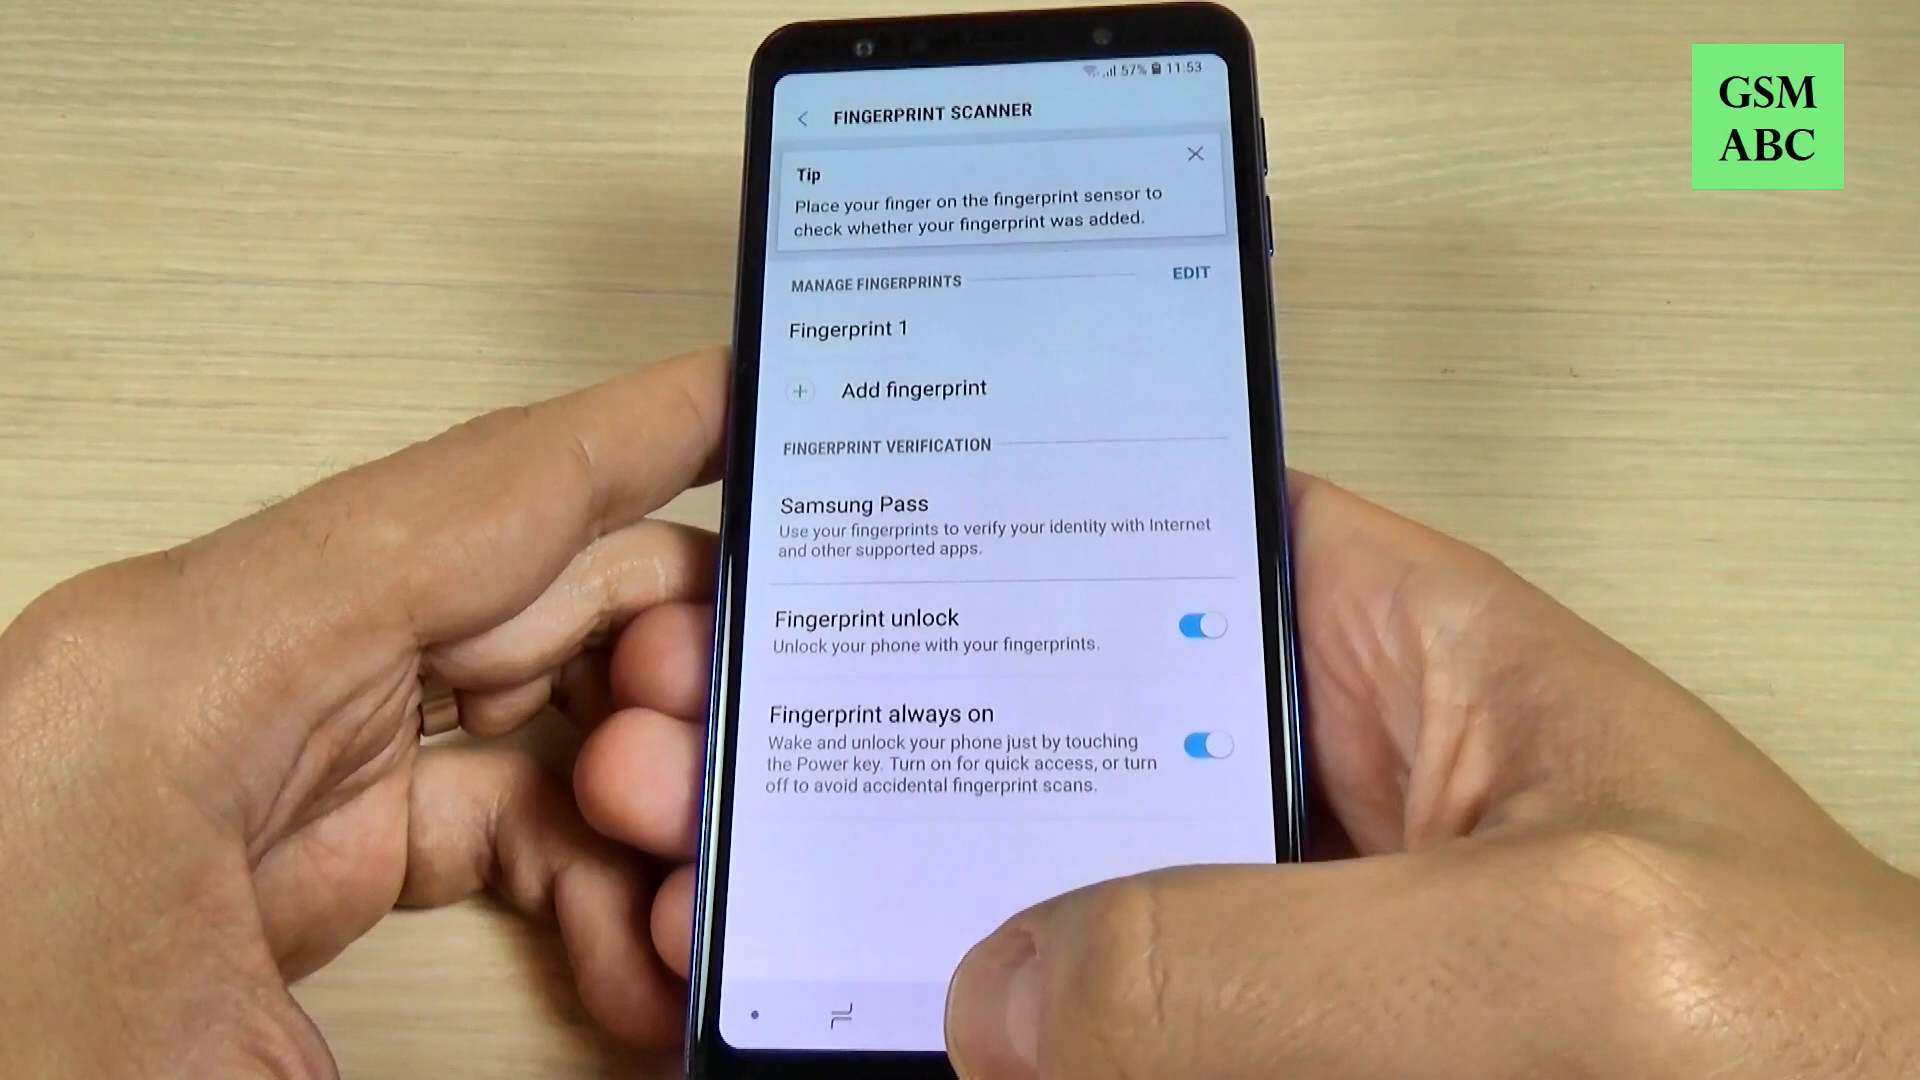 57% 11:53
FINGERPRINT SCANNER
Tip
Place your finger on the fingerprint sensor to
check whether your fingerprint was added.
MANAGE FINGERPRINTS EDIT
Fingerprint 1
Add fingerprint
FINGERPRINT VERIFICATION
Samsung Pass
Use your fingerprints to verify your identity with Internet
and other supported apps.
Fingerprint unlock
Unlock your phone with your fingerprints.
Fingerprint always on
Wake and unlock your phone just by touching
the Power key. Turn on for quick access, or turn
off to avoid accidental fingerprint scans.
GSM
ABC